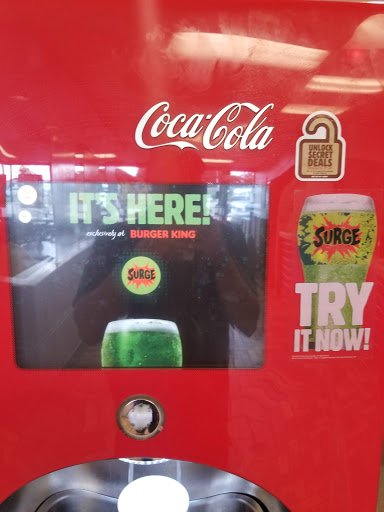 Coca-Cola
UNLOCK
SECRET
DEALS
IT'S HERE!
exclusively at BURGER KING
SURGE
SURGE
TRY
IT NOW!